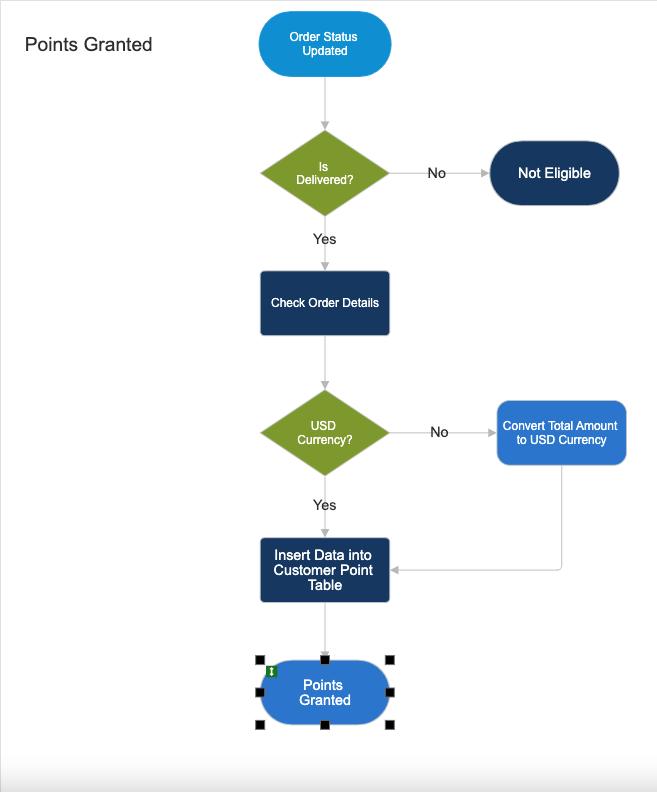 Points Granted
Order Status
Updated
Is
Delivered?
No
Not Eligible
Yes
Check Order Details
USD
Currency?
No
Convert Total Amount
to USD Currency
Yes
Insert Data into
Customer Point
Table
Points
Granted